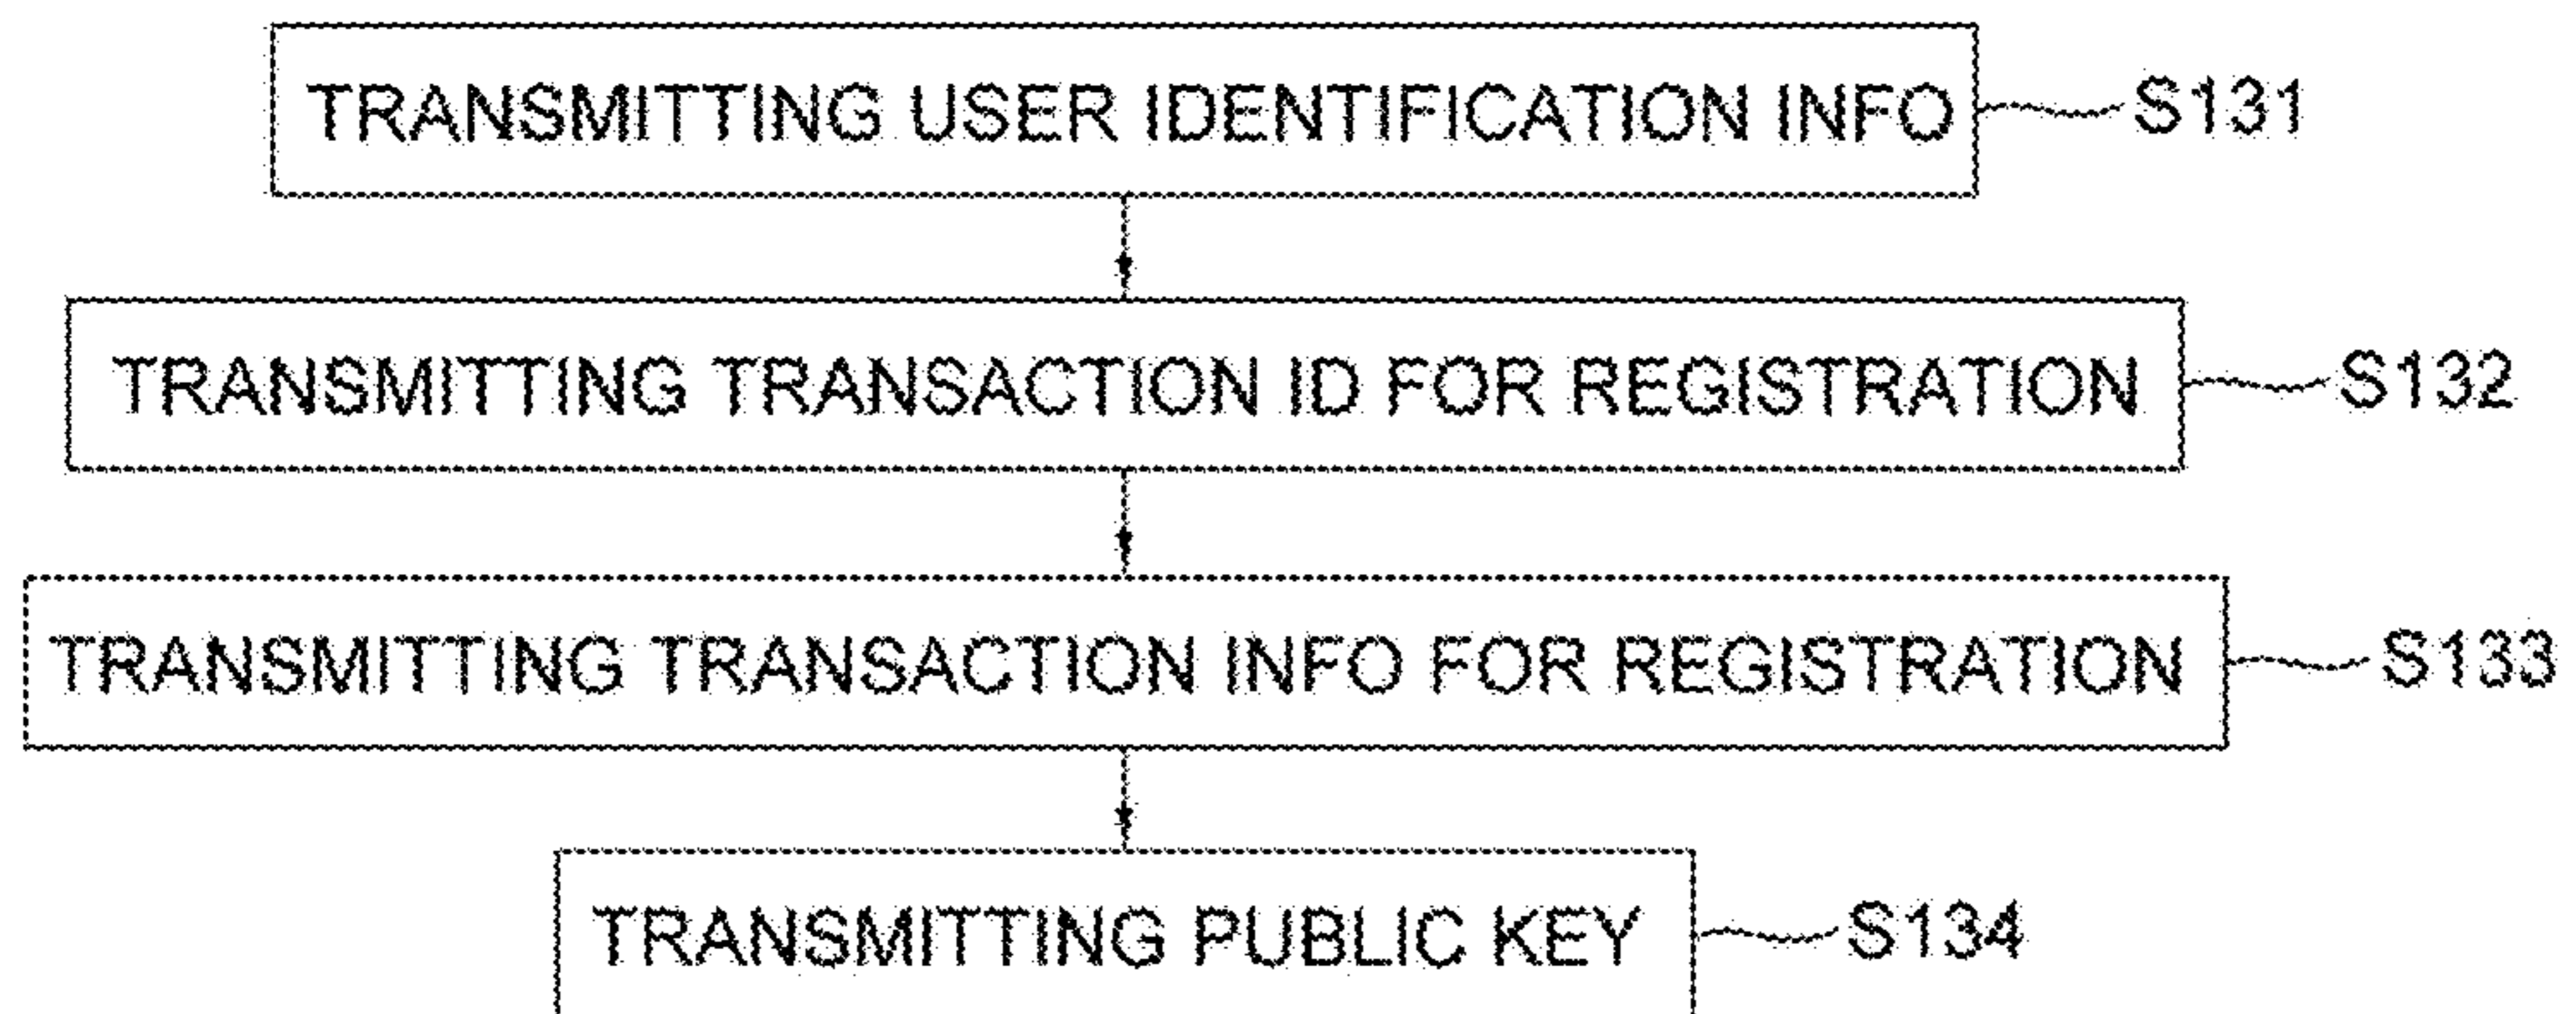 TRANSMITTING USER IDENTIFICATION INFO S131
TRANSMITTING TRANSACTION ID FOR REGISTRATION S132
TRANSMITTING TRANSACTION INFO FOR REGISTRATION S133
TRANSMITTING PUBLIC KEY S134